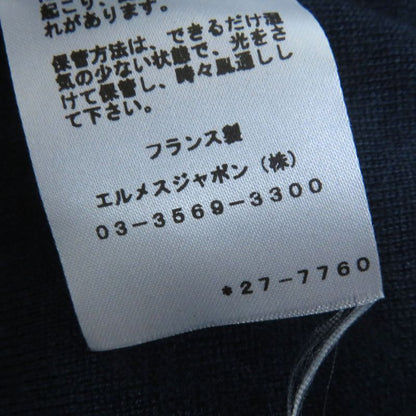 起こり、
れがあります。
保管方法は、できるだけ湿
気の少ない状態で、光をさ
けて保管し、時々風通しし
て下さい。
フランス製
エルメスジャポン（株）
03-3569-3300
*27-7760